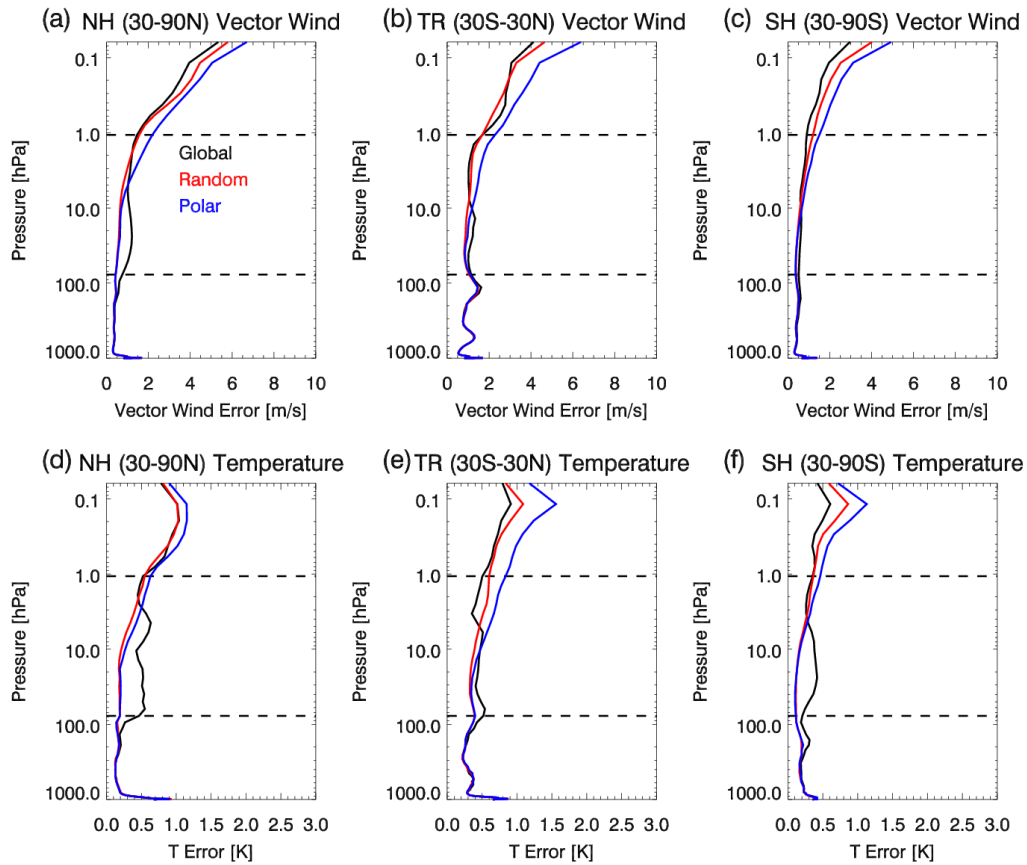 (a) NH (30-90N) Vector Wind
(b) TR (30S-30N) Vector Wind
(c) SH (30-90S) Vector Wind
0.1
1.0
10.0
100.0
1000.0
Pressure [hPa]
Global
Random
Polar
0 2 4 6 8 10
Vector Wind Error [m/s]
0.1
1.0
10.0
100.0
1000.0
Pressure [hPa]
0 2 4 6 8 10
Vector Wind Error [m/s]
0.1
1.0
10.0
100.0
1000.0
Pressure [hPa]
0 2 4 6 8 10
Vector Wind Error [m/s]
(d) NH (30-90N) Temperature
(e) TR (30S-30N) Temperature
(f) SH (30-90S) Temperature
0.1
1.0
10.0
100.0
1000.0
Pressure [hPa]
0.0 0.5 1.0 1.5 2.0 2.5 3.0
T Error [K]
0.1
1.0
10.0
100.0
1000.0
Pressure [hPa]
0.0 0.5 1.0 1.5 2.0 2.5 3.0
T Error [K]
0.1
1.0
10.0
100.0
1000.0
Pressure [hPa]
0.0 0.5 1.0 1.5 2.0 2.5 3.0
T Error [K]